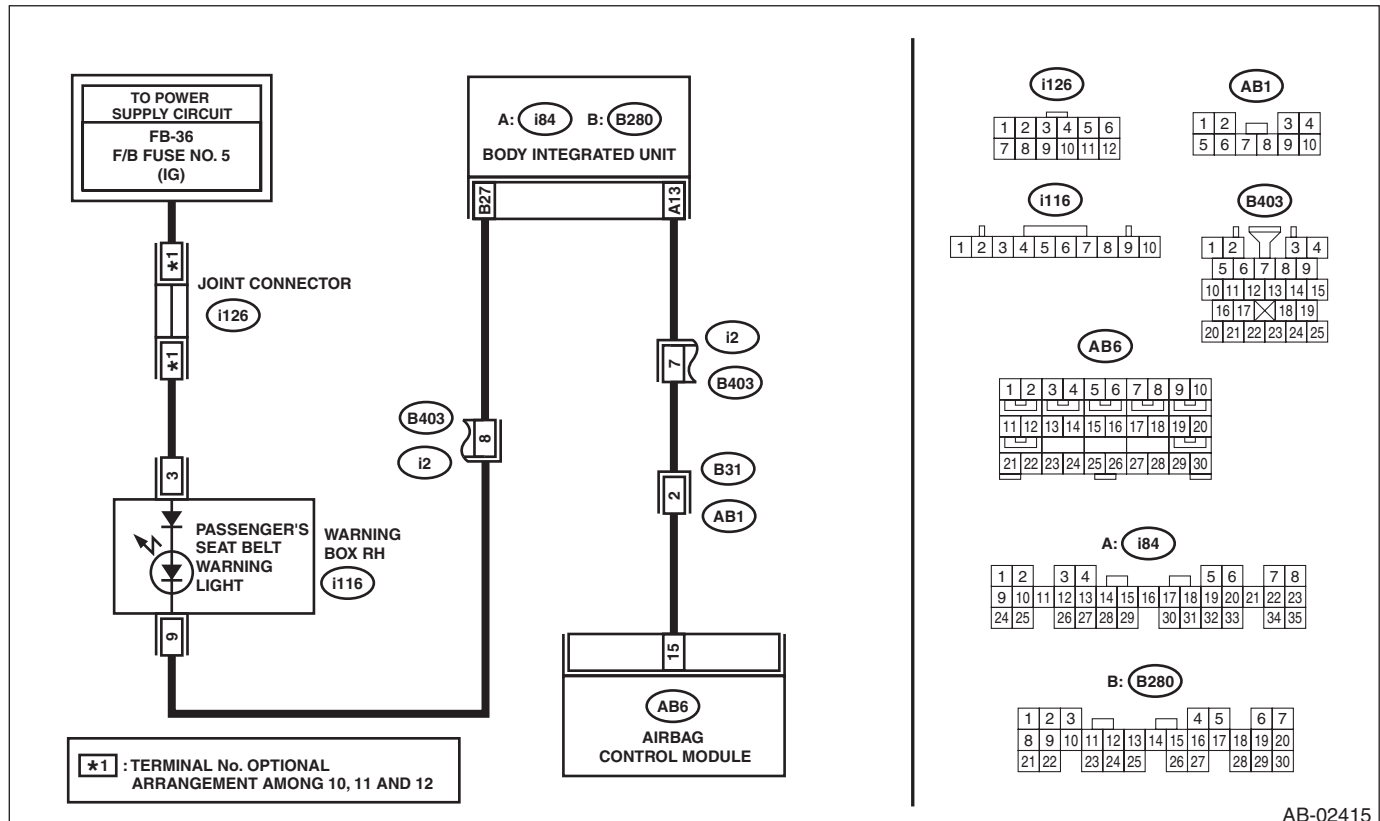 TO POWER
SUPPLY CIRCUIT
FB-36
F/B FUSE NO. 5
(IG)
*1
JOINT CONNECTOR
i126
*1
3
PASSENGER'S
SEAT BELT
WARNING
LIGHT
WARNING
BOX RH
i116
9
*1 : TERMINAL No. OPTIONAL
ARRANGEMENT AMONG 10, 11 AND 12
A: i84 B: B280
BODY INTEGRATED UNIT
B27 A13
B403
8
i2
i2
7
B403
B31
2
AB1
15
AB6
AIRBAG
CONTROL MODULE
i126
1 2 3 4 5 6
7 8 9 10 11 12
AB1
1 2 3 4
5 6 7 8 9 10
i116
1 2 3 4 5 6 7 8 9 10
B403
1 2 3 4
5 6 7 8 9
10 11 12 13 14 15
16 17 18 19
20 21 22 23 24 25
AB6
1 2 3 4 5 6 7 8 9 10
11 12 13 14 15 16 17 18 19 20
21 22 23 24 25 26 27 28 29 30
A: i84
1 2 3 4 5 6 7 8
9 10 11 12 13 14 15 16 17 18 19 20 21 22 23
24 25 26 27 28 29 30 31 32 33 34 35
B: B280
1 2 3 4 5 6 7
8 9 10 11 12 13 14 15 16 17 18 19 20
21 22 23 24 25 26 27 28 29 30
AB-02415